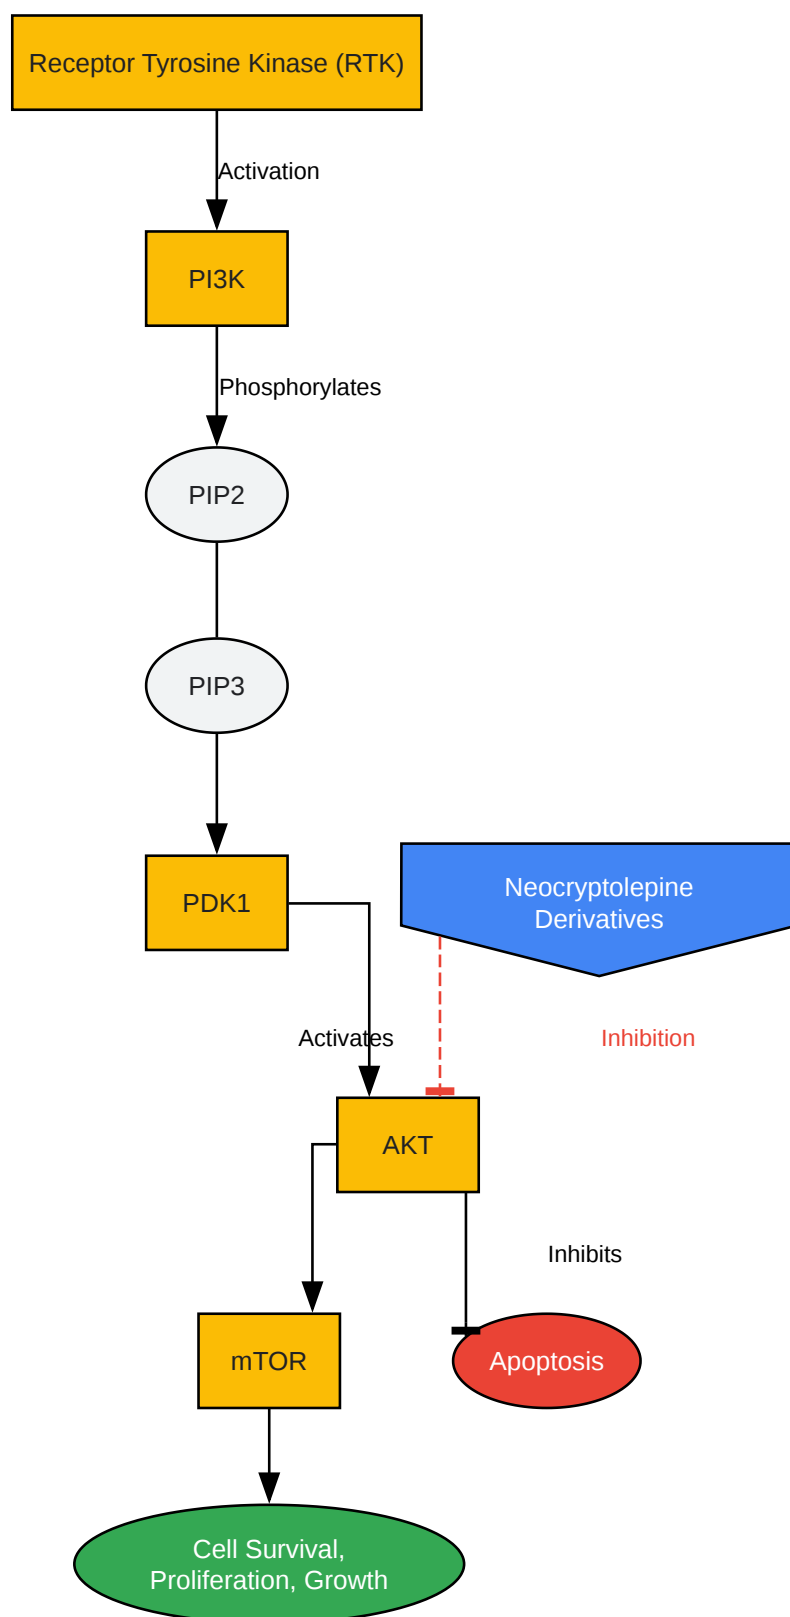 Receptor Tyrosine Kinase (RTK)
Activation
PI3K
Phosphorylates
PIP2
PIP3
PDK1
Neocryptolepine
Derivatives
Activates
Inhibition
AKT
Inhibits
mTOR
Apoptosis
Cell Survival,
Proliferation, Growth